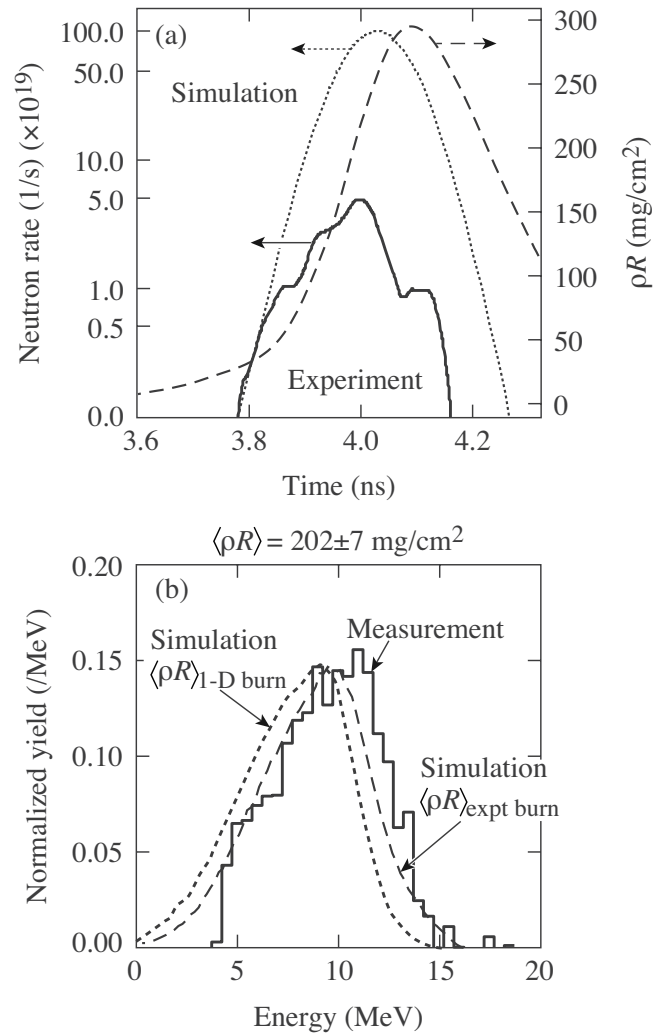 (a)
Simulation
Experiment
Neutron rate (1/s) (×10¹⁹)
100.0
50.0
10.0
5.0
1.0
0.5
0.0
ρR (mg/cm²)
300
250
200
150
100
50
0
3.6
3.8
4.0
4.2
Time (ns)
⟨ρR⟩ = 202±7 mg/cm²
(b)
Simulation
⟨ρR⟩1-D burn
Measurement
Simulation
⟨ρR⟩expt burn
Normalized yield (/MeV)
0.20
0.15
0.10
0.05
0.00
0
5
10
15
20
Energy (MeV)